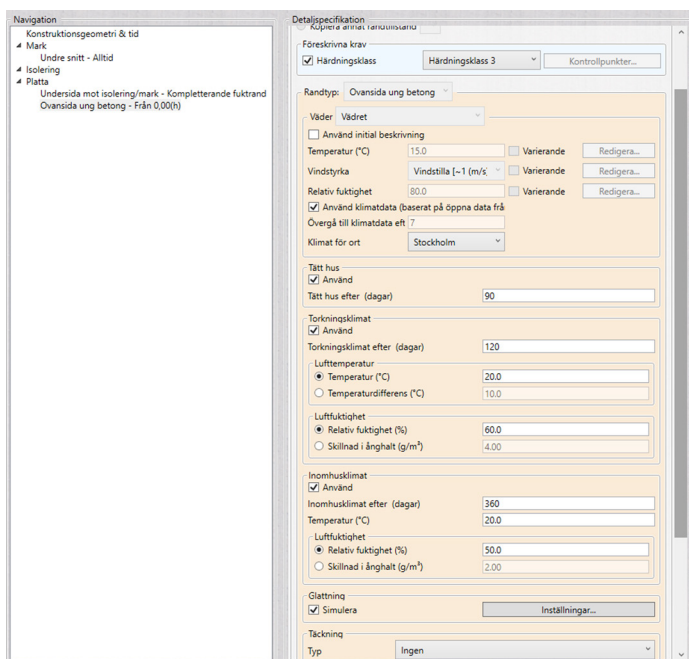 Navigation
Konstruktionsgeometri & tid
Mark
Undre snitt - Alltid
Isolering
Platta
Undersida mot isolering/mark - Kompletterande fuktrand
Ovansida ung betong - Från 0,00(h)
Detaljspecifikation
Kopiera annat randtillstånd
Föreskrivna krav
Härdningsklass Härdningsklass 3 Kontrollpunkter...
Randtyp: Ovansida ung betong
Väder Vädret
Använd initial beskrivning
Temperatur (°C) 15.0 Varierande Redigera...
Vindstyrka Vindstilla [~1 (m/s) Varierande Redigera...
Relativ fuktighet 80.0 Varierande Redigera...
Använd klimatdata (baserat på öppna data frå
Övergå till klimatdata eft 7
Klimat för ort Stockholm
Tätt hus
Använd
Tätt hus efter (dagar) 90
Torkningsklimat
Använd
Torkningsklimat efter (dagar) 120
Lufttemperatur
Temperatur (°C) 20.0
Temperaturdifferens (°C) 10.0
Luftfuktighet
Relativ fuktighet (%) 60.0
Skillnad i ånghalt (g/m³) 4.00
Inomhusklimat
Använd
Inomhusklimat efter (dagar) 360
Temperatur (°C) 20.0
Luftfuktighet
Relativ fuktighet (%) 50.0
Skillnad i ånghalt (g/m³) 2.00
Glättning
Simulera Inställningar...
Täckning
Typ Ingen